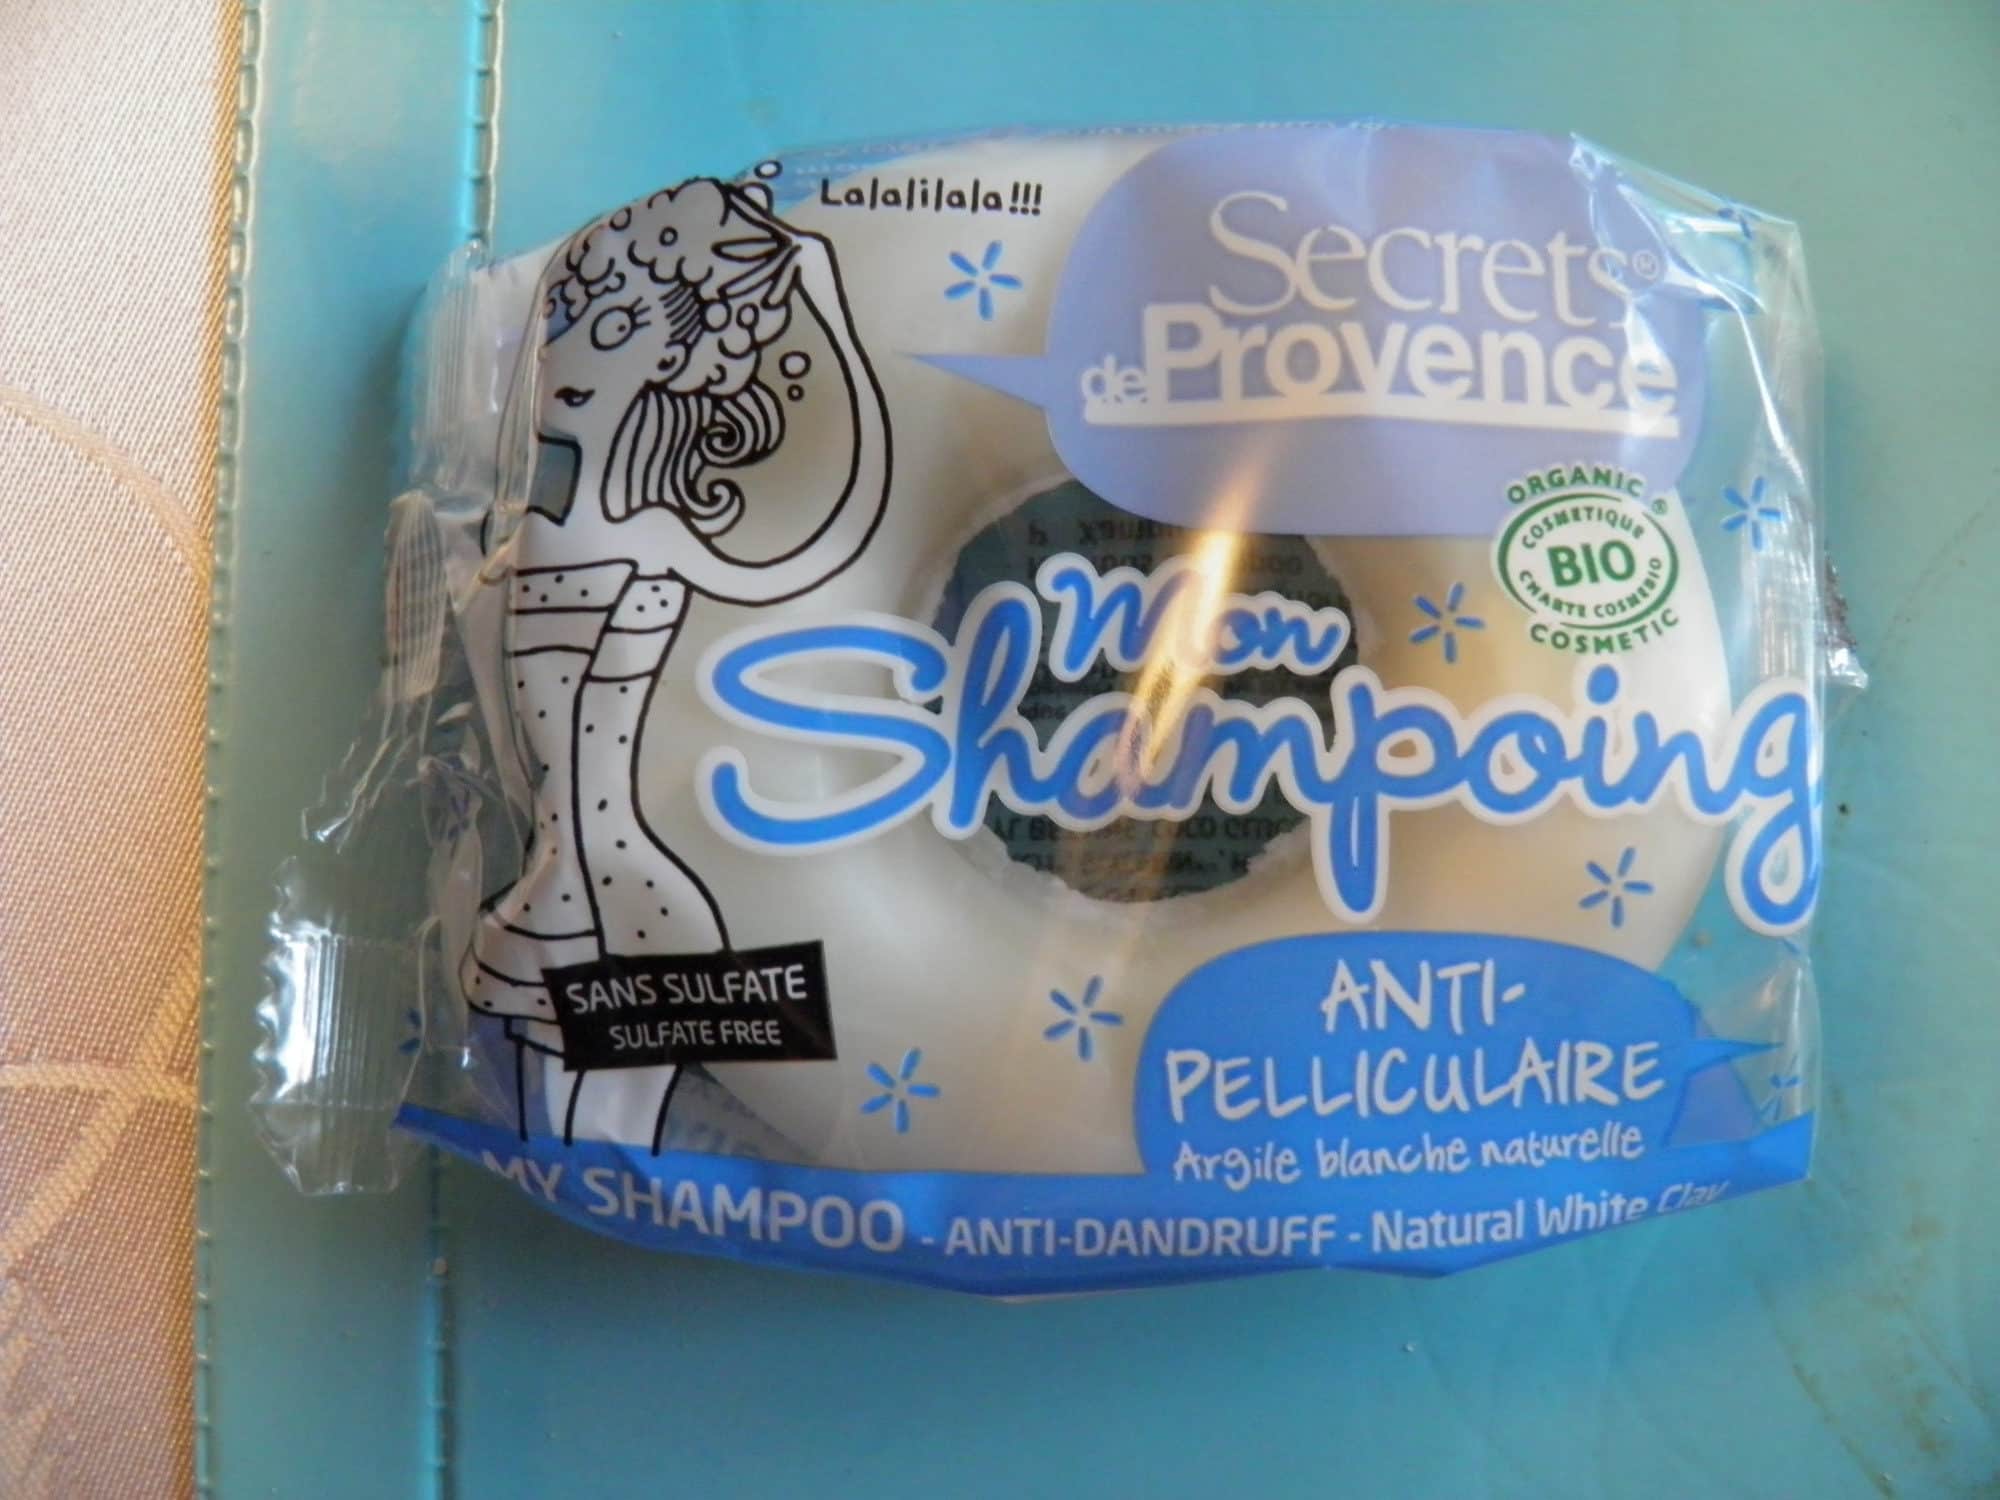 Lalalilala!!!
Secrets®
de Provence
ORGANIC ®
COSMETIQUE
BIO
CHARTE COSMEBIO
COSMETIC
Mon
Shampoing
SANS SULFATE
SULFATE FREE
ANTI-
PELLICULAIRE
Argile blanche naturelle
MY SHAMPOO - ANTI-DANDRUFF - Natural White Clay